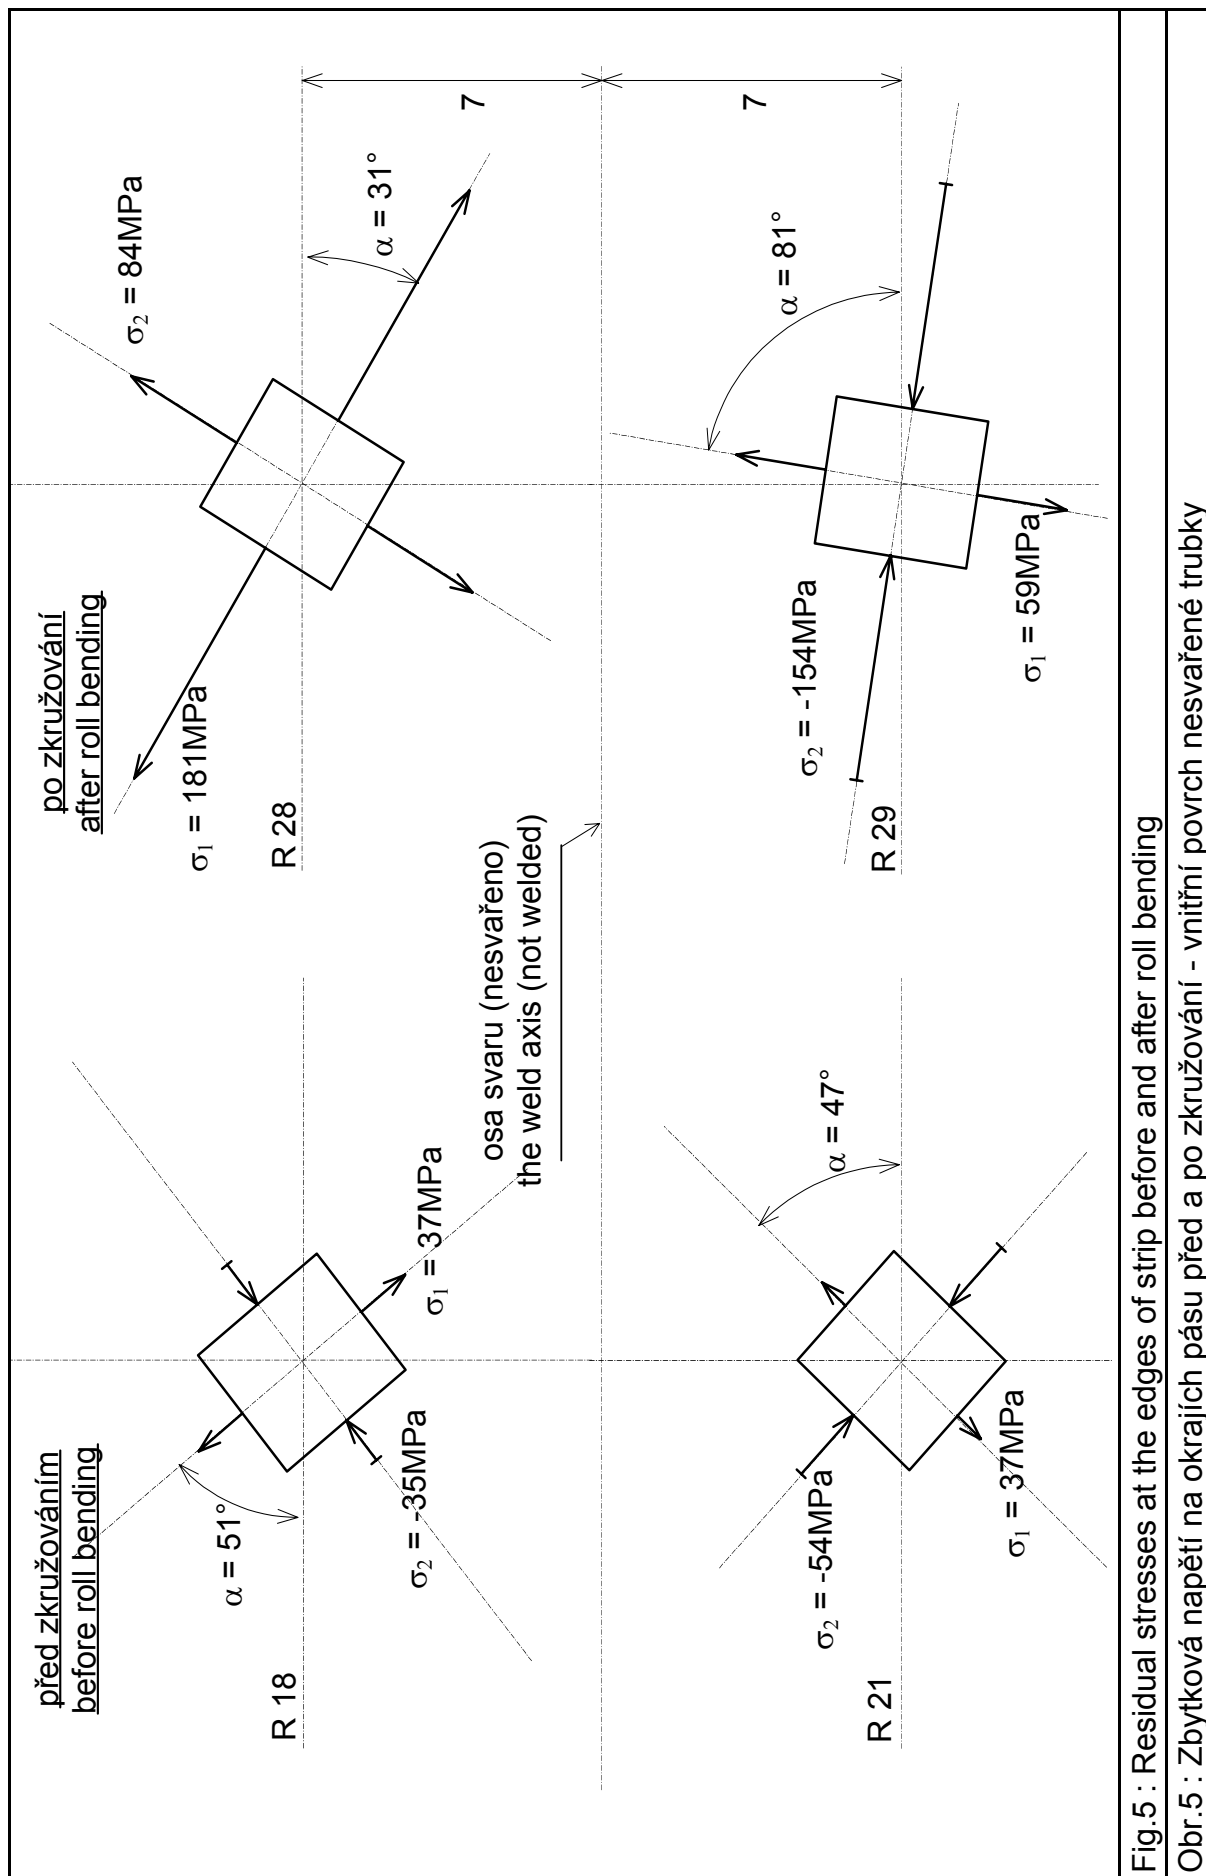 před zkružováním
before roll bending
po zkružování
after roll bending
α = 51°
σ₁ = 37MPa
σ₂ = -35MPa
R 18
σ₁ = 181MPa
σ₂ = 84MPa
α = 31°
R 28
7
osa svaru (nesvařeno)
the weld axis (not welded)
7
α = 47°
σ₂ = -54MPa
σ₁ = 37MPa
R 21
α = 81°
σ₂ = -154MPa
σ₁ = 59MPa
R 29
Fig.5 : Residual stresses at the edges of strip before and after roll bending
Obr.5 : Zbytková napětí na okrajích pásu před a po zkružování - vnitřní povrch nesvařené trubky